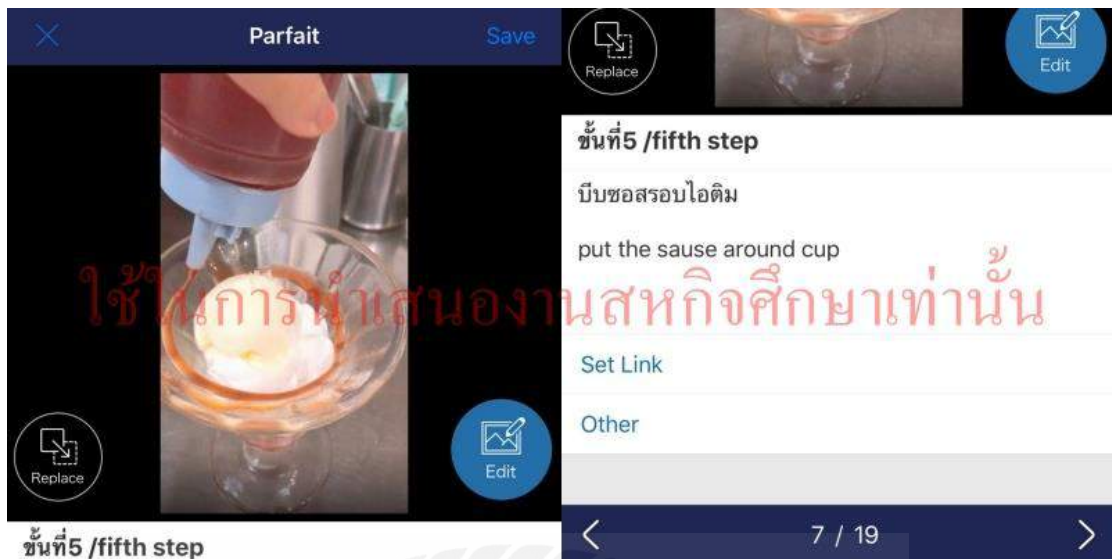 Parfait
Save
Replace
Edit
ขั้นที่5 /fifth step
Replace
Edit
ขั้นที่5 /fifth step
บีบซอสรอบไอติม
put the sause around cup
Set Link
Other
7 / 19
ใช้ในการนำเสนองานสหกิจศึกษาเท่านั้น